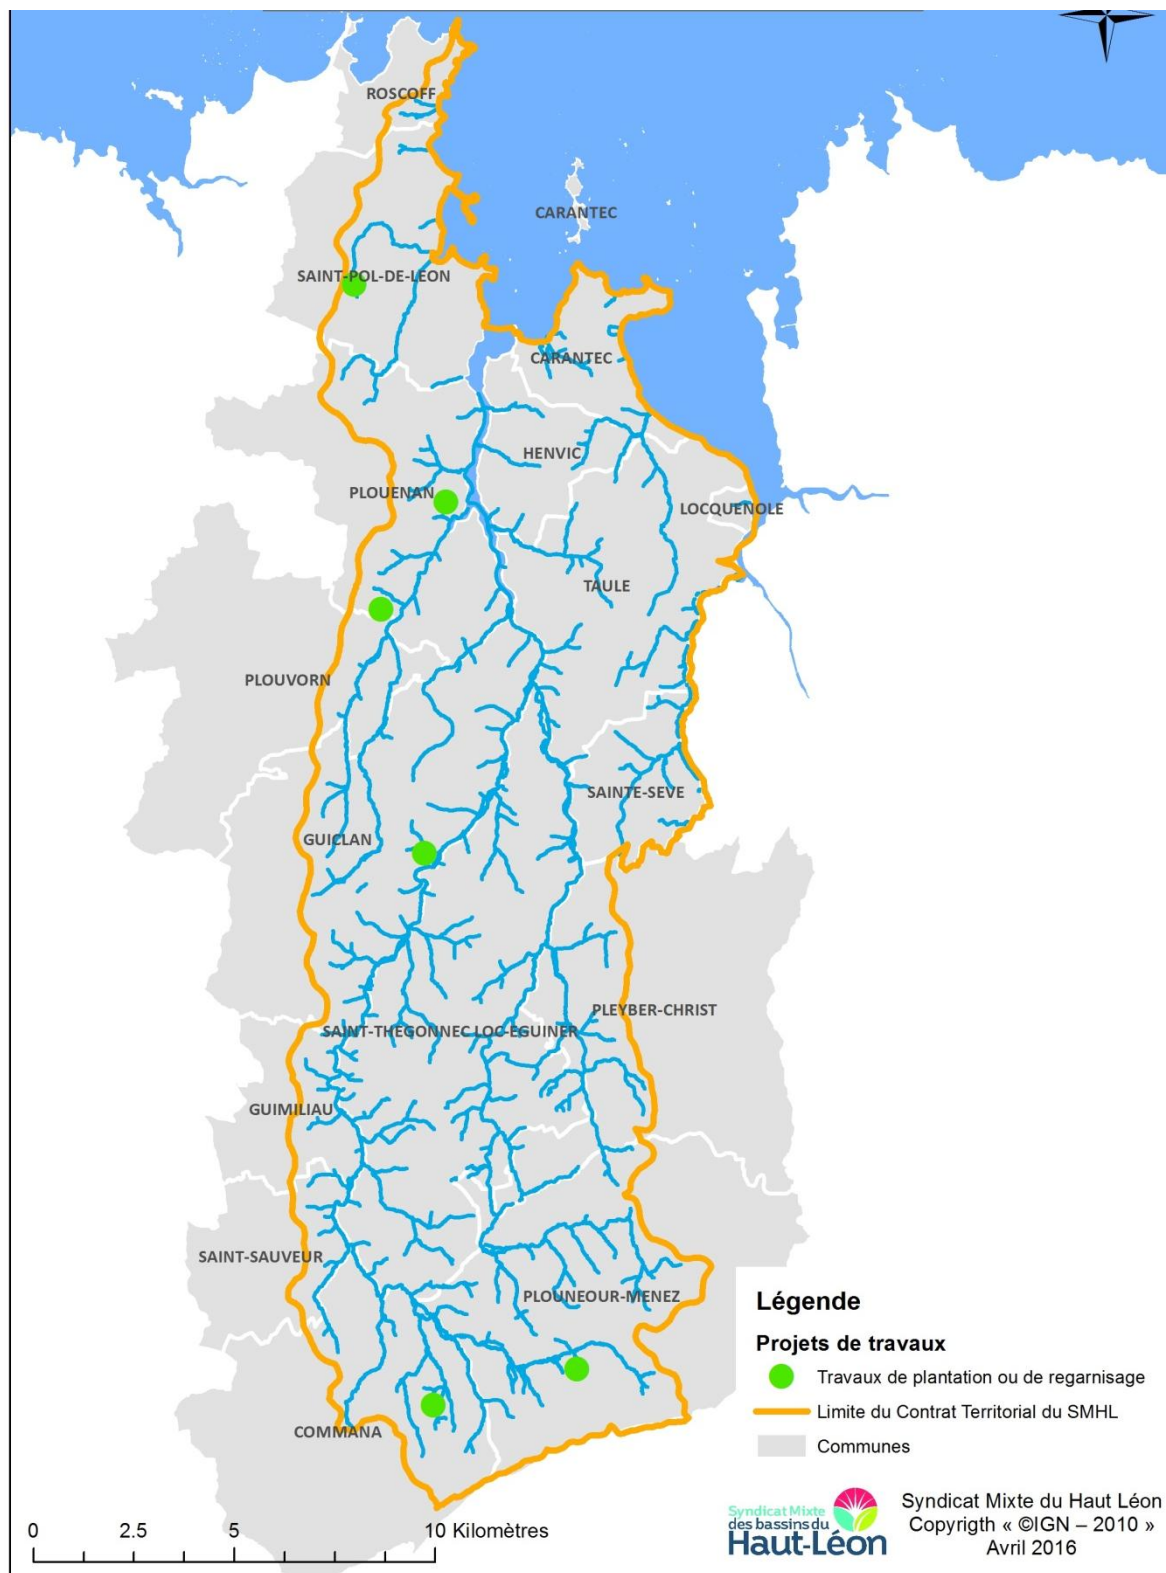 ROSCOFF
CARANTEC
SAINT-POL-DE-LEON
CARANTEC
HENVIC
PLOUENAN
LOCQUENOLE
TAULE
PLOUVORN
SAINTE-SEVE
GUICLAN
PLEYBER-CHRIST
SAINT-THEGONNEC LOC-EGUINER
GUIMILIAU
SAINT-SAUVEUR
PLOUNEOUR-MENEZ
COMMANA
Légende
Projets de travaux
Travaux de plantation ou de regarnisage
Limite du Contrat Territorial du SMHL
Communes
0 2.5 5 10 Kilomètres
Syndicat Mixte
des bassins du
Haut-Léon
Syndicat Mixte du Haut Léon
Copyrigth « ©IGN – 2010 »
Avril 2016